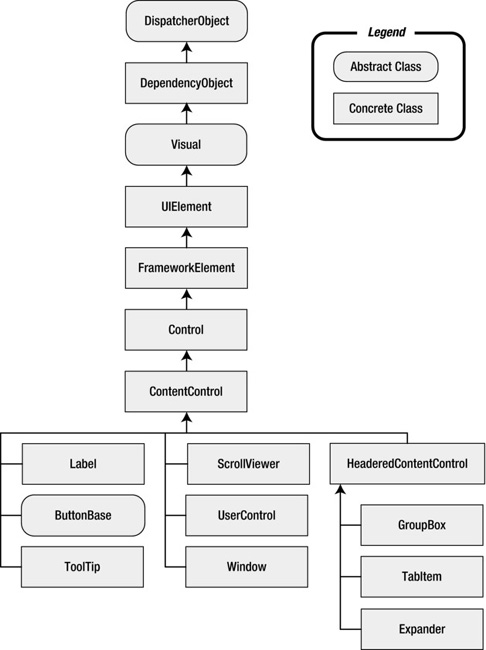 DispatcherObject
Legend
Abstract Class
Concrete Class
DependencyObject
Visual
UIElement
FrameworkElement
Control
ContentControl
Label
ScrollViewer
HeaderedContentControl
ButtonBase
UserControl
GroupBox
ToolTip
Window
TabItem
Expander